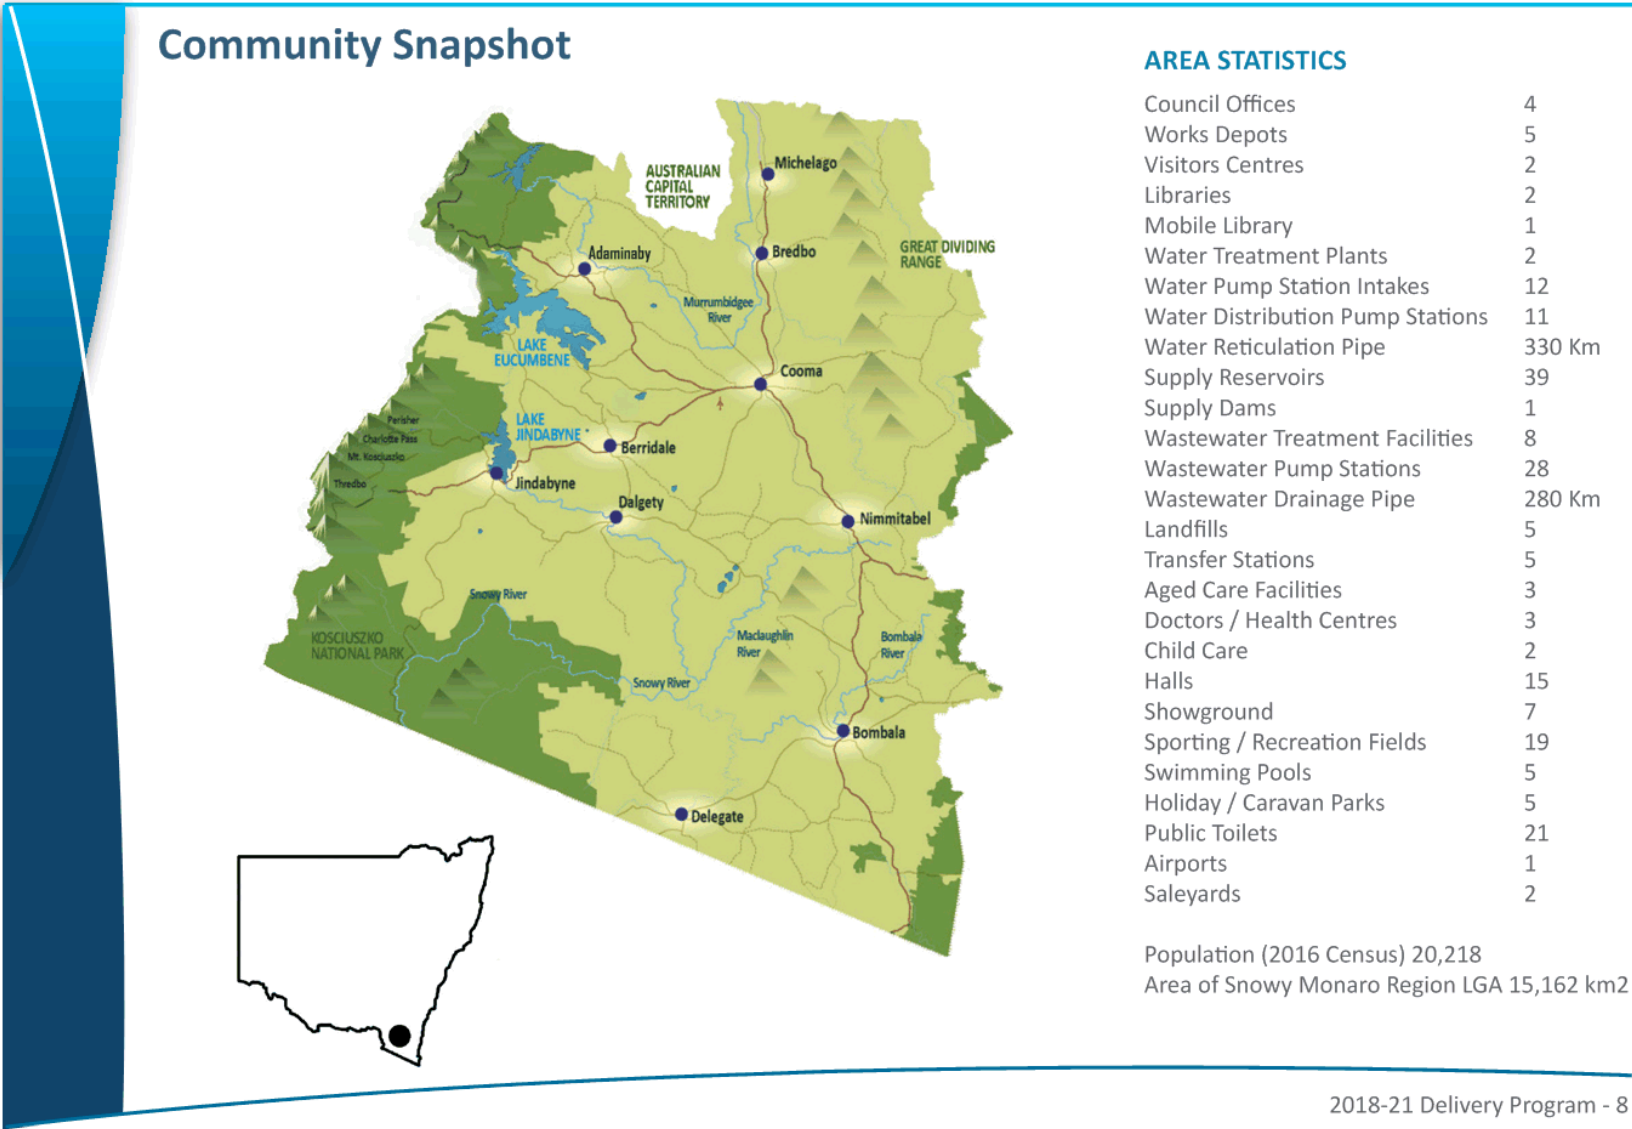 Community Snapshot
AUSTRALIAN
CAPITAL
TERRITORY
Michelago
Adaminaby
Bredbo
GREAT DIVIDING
RANGE
Murrumbidgee
River
LAKE
EUCUMBENE
Cooma
LAKE
JINDABYNE
Perisher
Charlotte Pass
Mt. Kosciuszko
Thredbo
Berridale
Jindabyne
Dalgety
Nimmitabel
Snowy River
KOSCIUSZKO
NATIONAL PARK
Maclaughlin
River
Bombala
River
Snowy River
Bombala
Delegate
AREA STATISTICS
Council Offices 4
Works Depots 5
Visitors Centres 2
Libraries 2
Mobile Library 1
Water Treatment Plants 2
Water Pump Station Intakes 12
Water Distribution Pump Stations 11
Water Reticulation Pipe 330 Km
Supply Reservoirs 39
Supply Dams 1
Wastewater Treatment Facilities 8
Wastewater Pump Stations 28
Wastewater Drainage Pipe 280 Km
Landfills 5
Transfer Stations 5
Aged Care Facilities 3
Doctors / Health Centres 3
Child Care 2
Halls 15
Showground 7
Sporting / Recreation Fields 19
Swimming Pools 5
Holiday / Caravan Parks 5
Public Toilets 21
Airports 1
Saleyards 2
Population (2016 Census) 20,218
Area of Snowy Monaro Region LGA 15,162 km2
2018-21 Delivery Program - 8